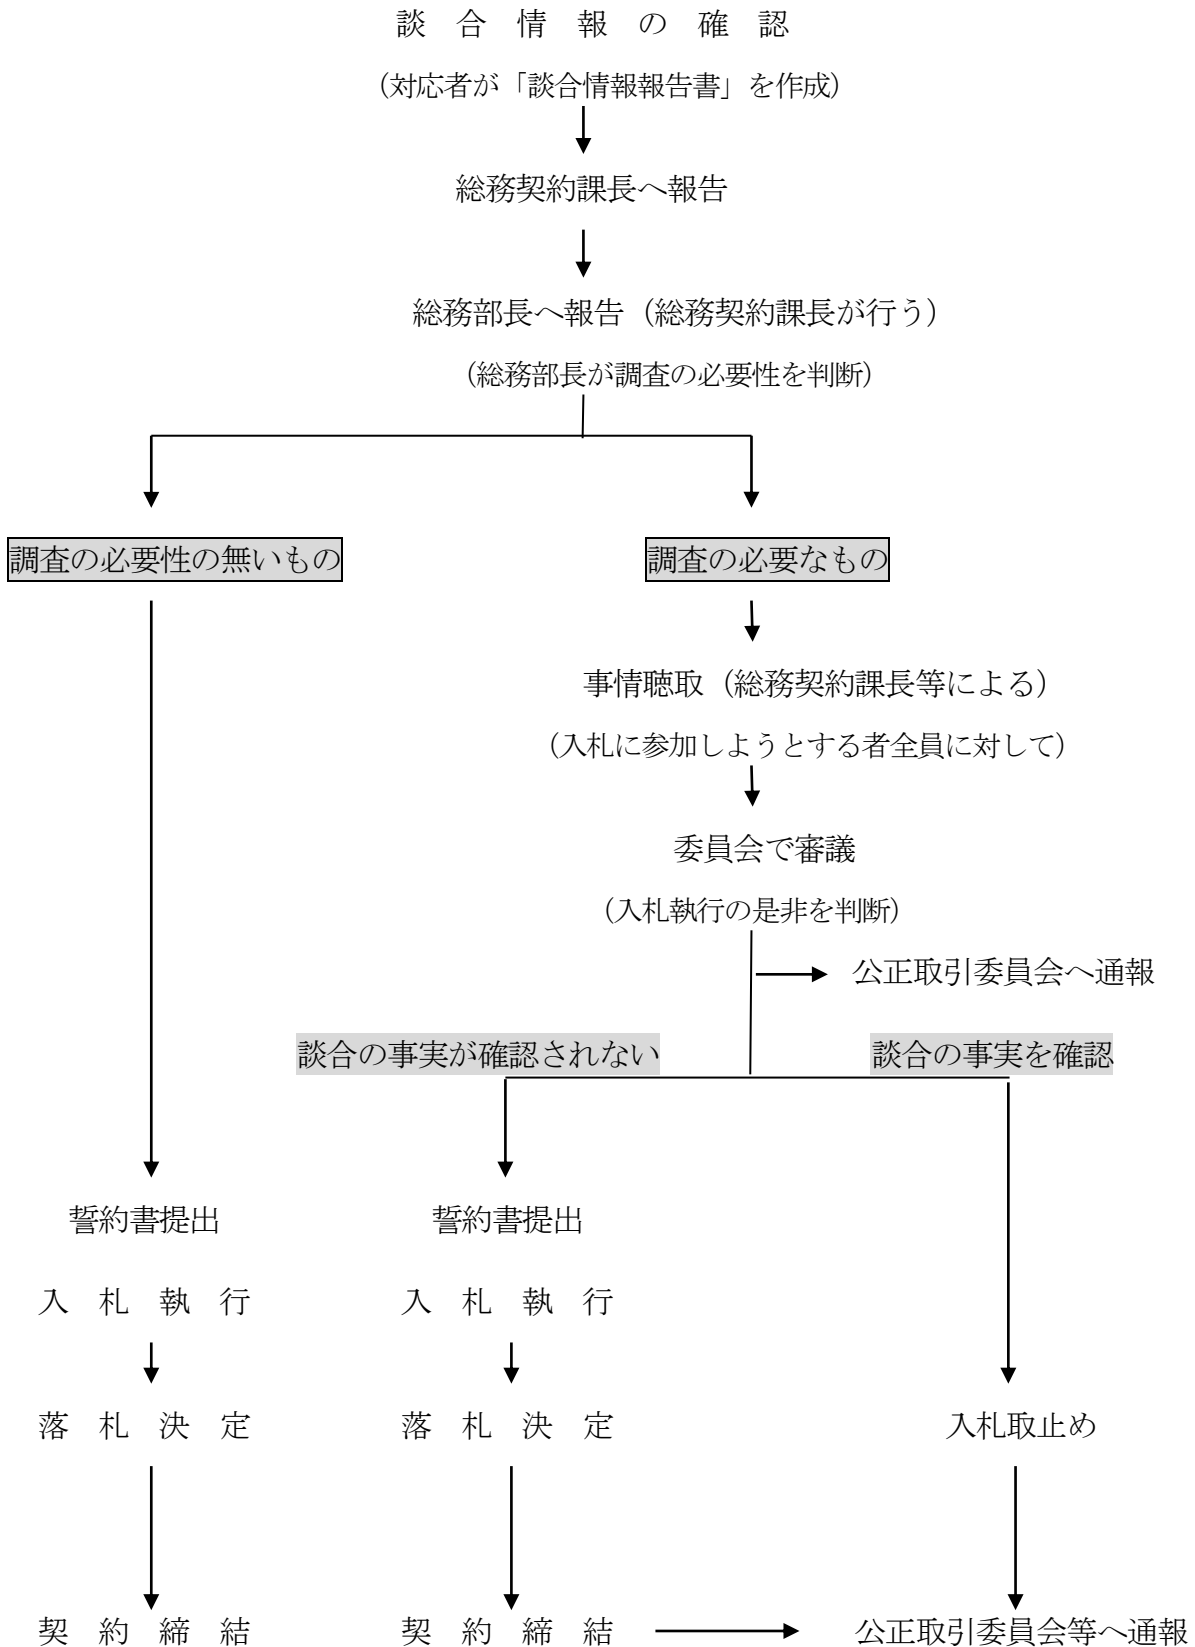 談 合 情 報 の 確 認
（対応者が「談合情報報告書」を作成）
総務契約課長へ報告
総務部長へ報告（総務契約課長が行う）
（総務部長が調査の必要性を判断）
調査の必要性の無いもの
調査の必要なもの
事情聴取（総務契約課長等による）
（入札に参加しようとする者全員に対して）
委員会で審議
（入札執行の是非を判断）
公正取引委員会へ通報
談合の事実が確認されない
談合の事実を確認
誓約書提出
誓約書提出
入 札 執 行
入 札 執 行
落 札 決 定
落 札 決 定
入札取止め
契 約 締 結
契 約 締 結
公正取引委員会等へ通報